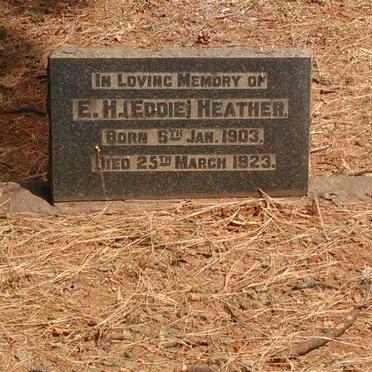 In Loving Memory of
E. H. (Eddie) Heather,
Born 6th Jan. 1903,
Died 25th March 1923.